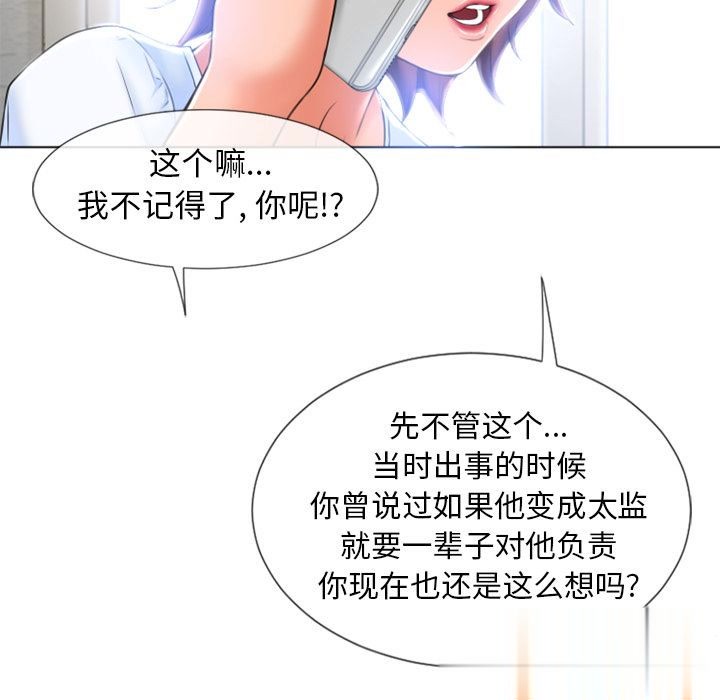 这个嘛...
我不记得了, 你呢!?
先不管这个...
当时出事的时候
你曾说过如果他变成太监
就要一辈子对他负责
你现在也还是这么想吗?